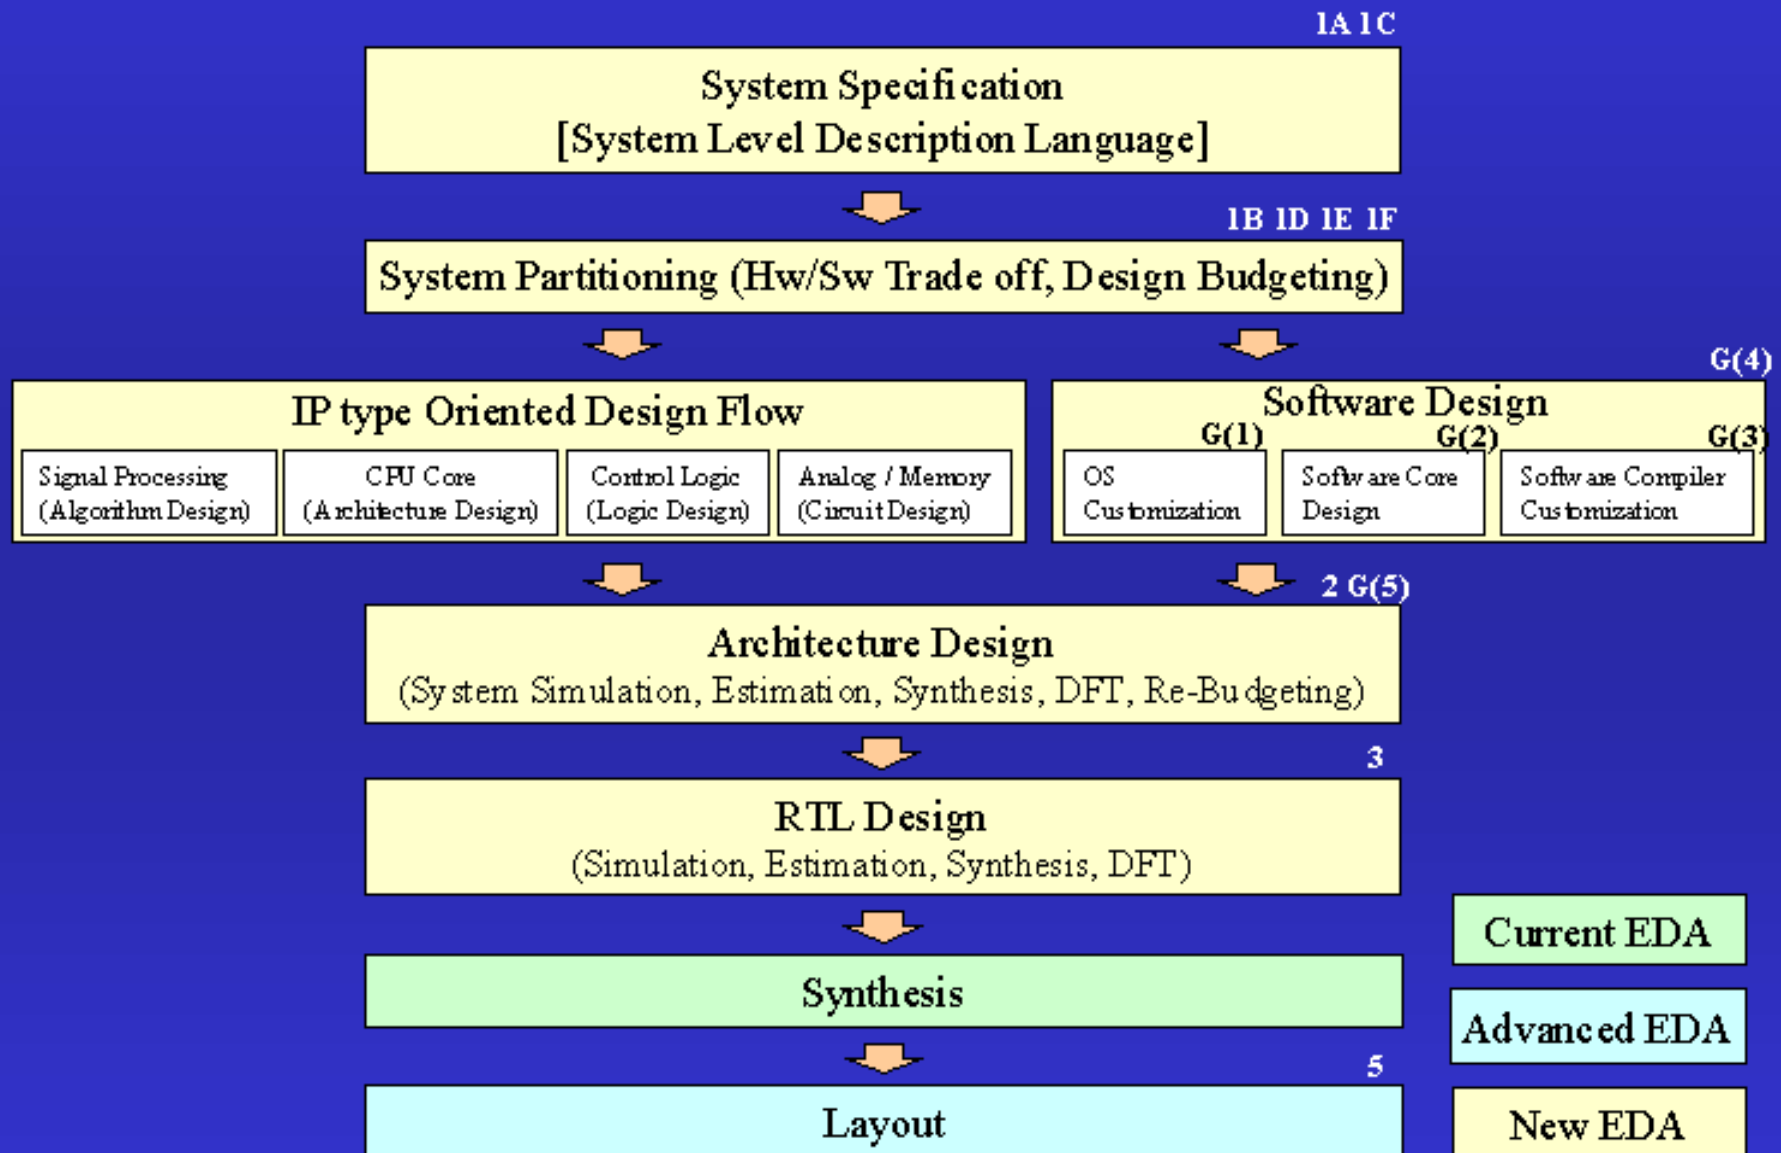 1A 1C
System Specification
[System Level Description Language]
1B 1D 1E 1F
System Partitioning (Hw/Sw Trade off, Design Budgeting)
G(4)
IP type Oriented Design Flow
Signal Processing
(Algorithm Design)
CPU Core
(Architecture Design)
Control Logic
(Logic Design)
Analog / Memory
(Circuit Design)
Software Design
G(1)
G(2)
G(3)
OS
Customization
Software Core
Design
Software Compiler
Customization
2 G(5)
Architecture Design
(System Simulation, Estimation, Synthesis, DFT, Re-Budgeting)
3
RTL Design
(Simulation, Estimation, Synthesis, DFT)
Synthesis
5
Layout
Current EDA
Advanced EDA
New EDA